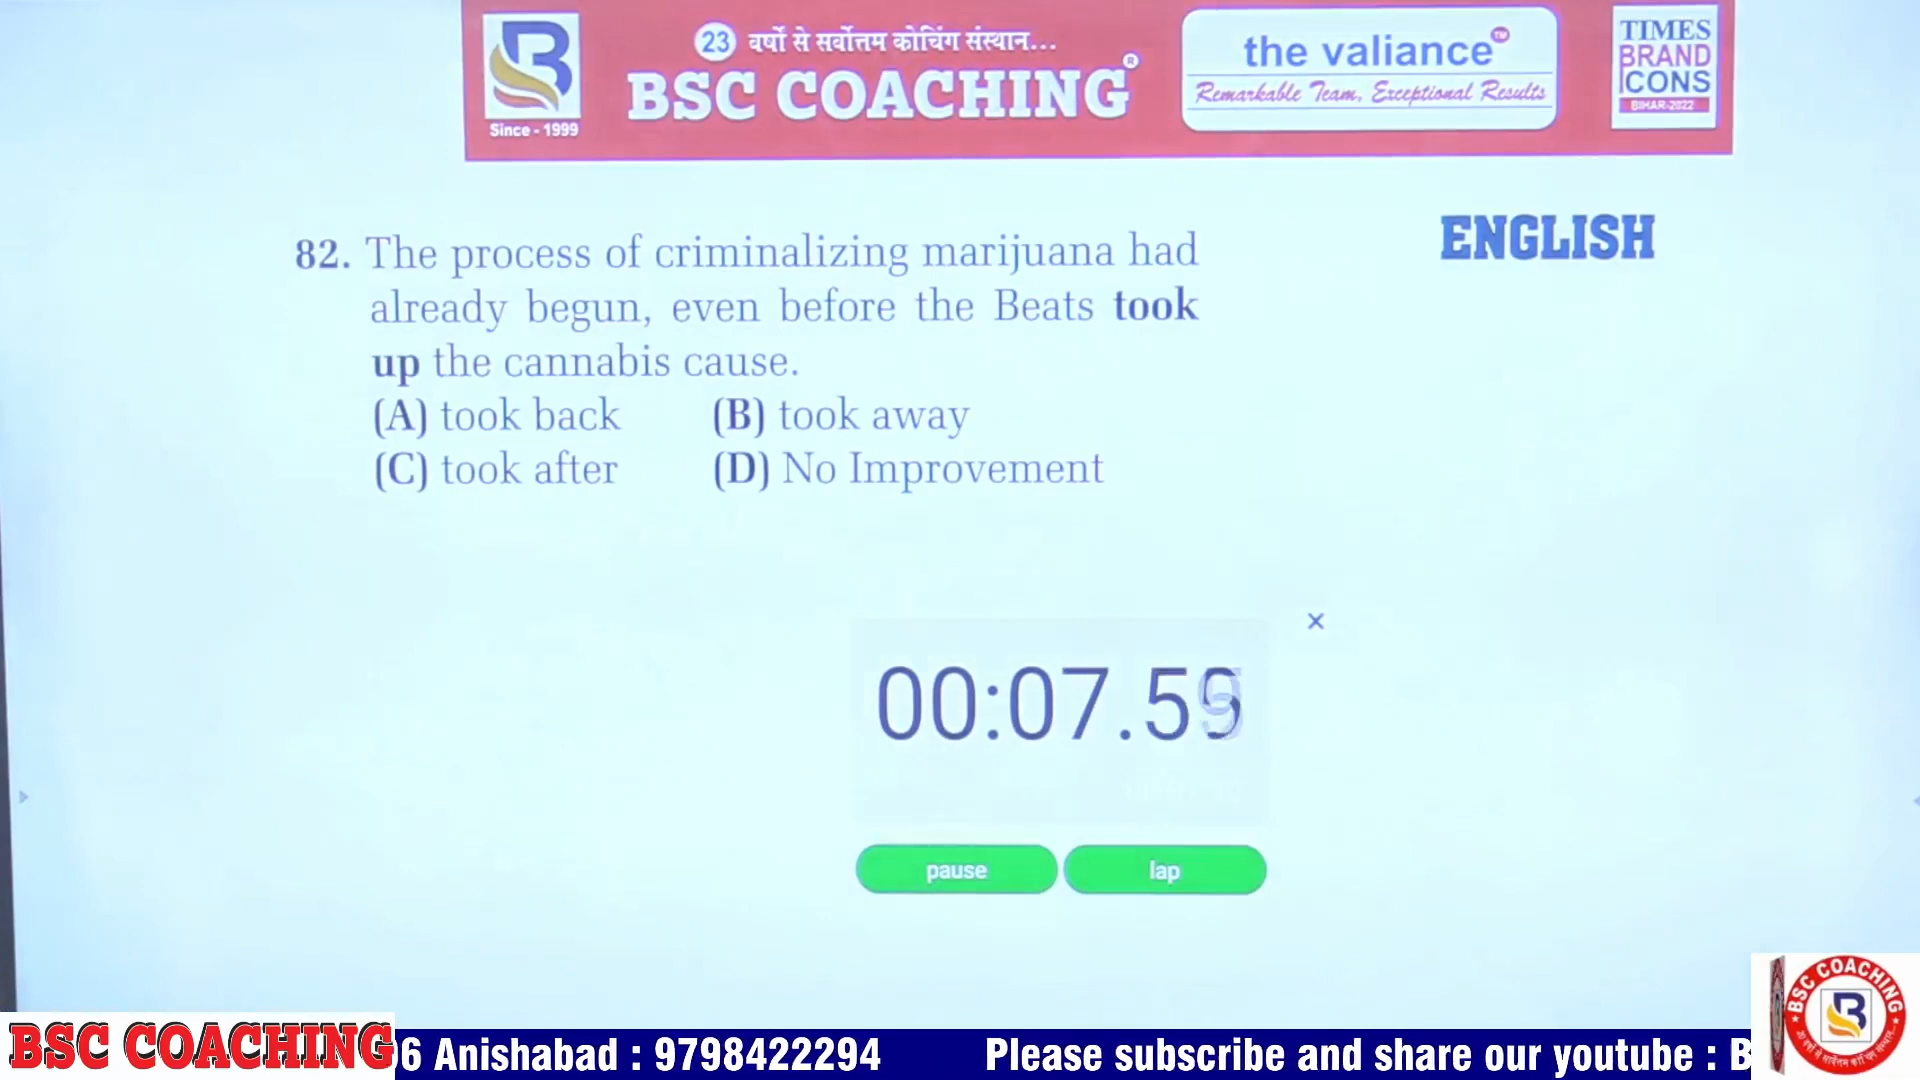 Since - 1999
23 वर्षों से सर्वोत्तम कोचिंग संस्थान...
BSC COACHING®
the valiance™
Remarkable Team, Exceptional Results
TIMES
BRAND
ICONS
BIHAR-2022
ENGLISH
82. The process of criminalizing marijuana had
already begun, even before the Beats took
up the cannabis cause.
(A) took back (B) took away
(C) took after (D) No Improvement
×
00:07.59
pause lap
BSC COACHING
6 Anishabad : 9798422294 Please subscribe and share our youtube : B
BSC COACHING